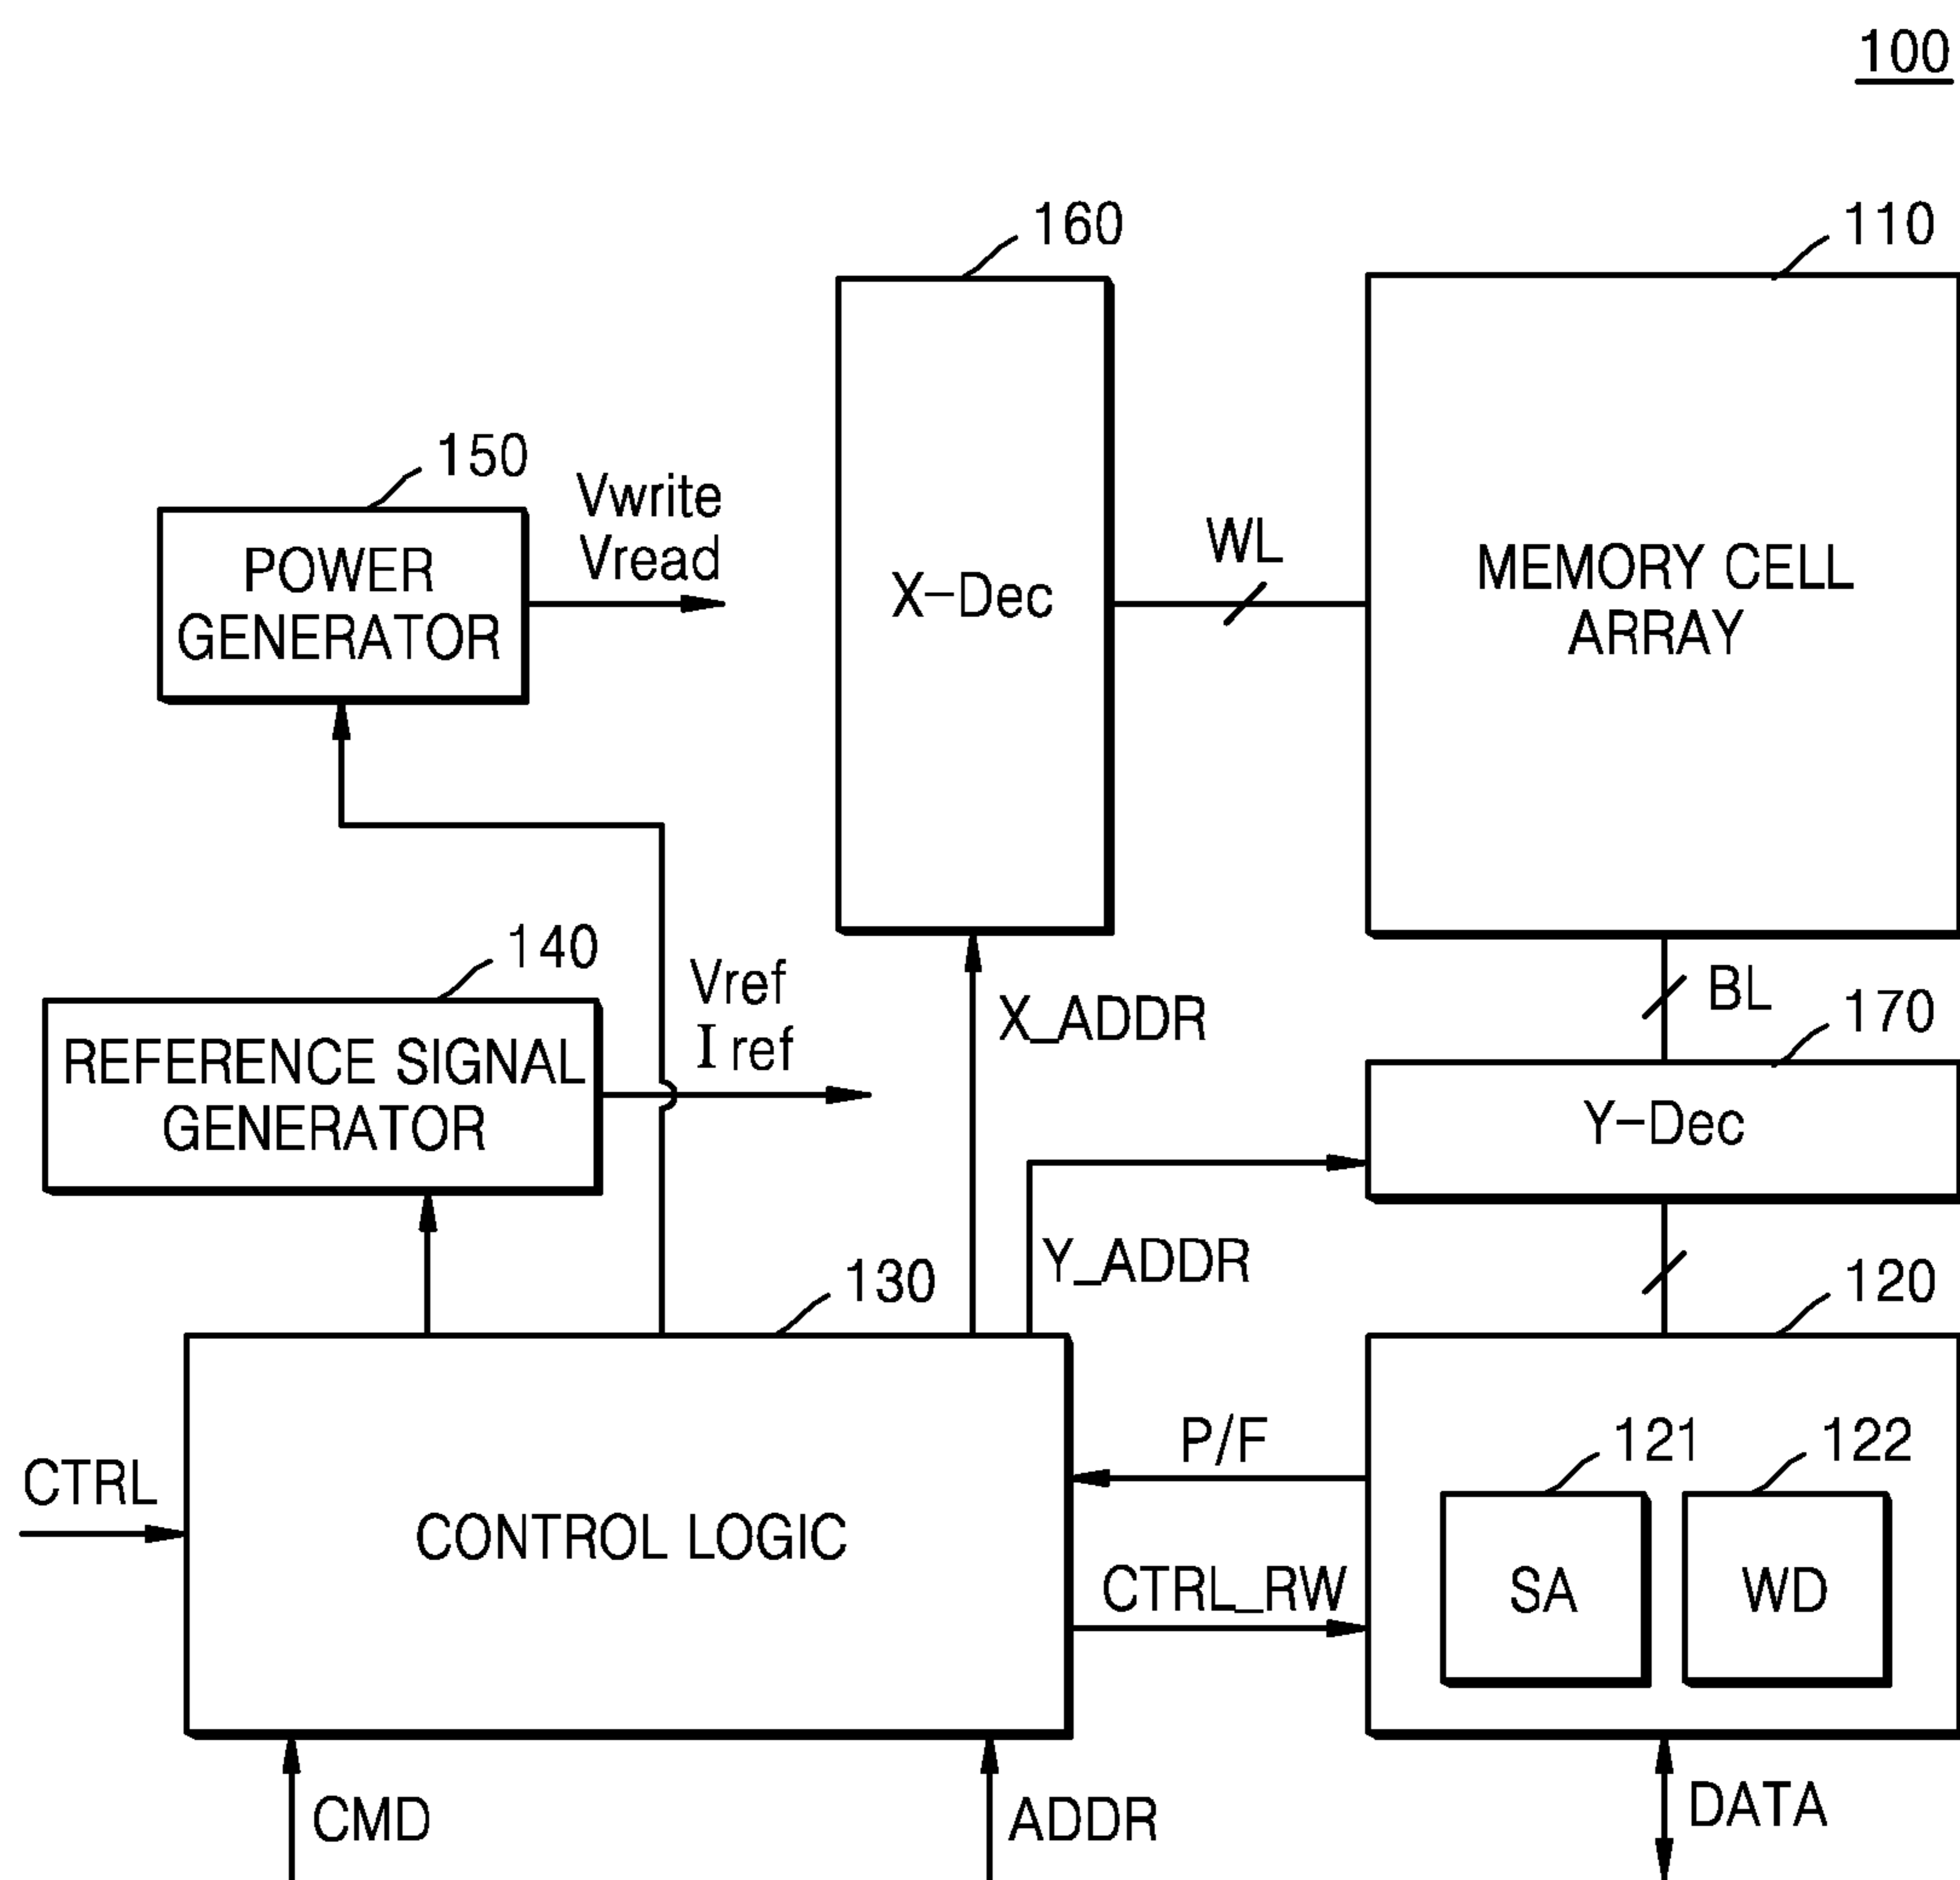 100
160
110
150
Vwrite
Vread
POWER
GENERATOR
X-Dec
WL
MEMORY CELL
ARRAY
140
Vref
Iref
X_ADDR
BL
170
REFERENCE SIGNAL
GENERATOR
Y-Dec
Y_ADDR
130
120
P/F
121
122
CTRL
CONTROL LOGIC
CTRL_RW
SA
WD
CMD
ADDR
DATA